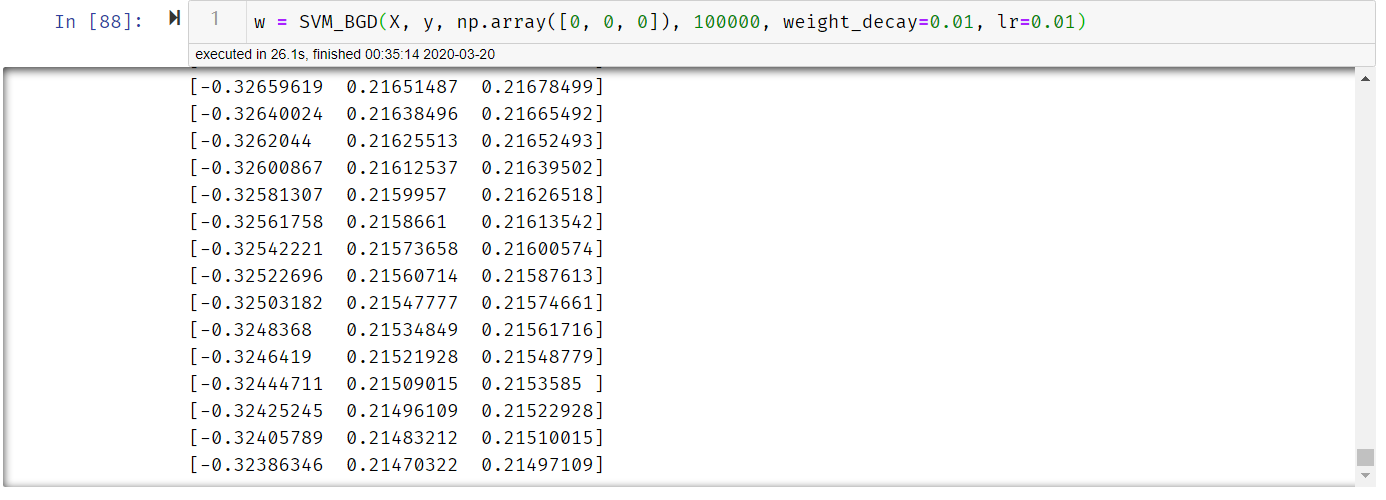 In [88]:
1 w = SVM_BGD(X, y, np.array([0, 0, 0]), 100000, weight_decay=0.01, lr=0.01)
executed in 26.1s, finished 00:35:14 2020-03-20
[-0.32659619  0.21651487  0.21678499]
[-0.32640024  0.21638496  0.21665492]
[-0.3262044   0.21625513  0.21652493]
[-0.32600867  0.21612537  0.21639502]
[-0.32581307  0.2159957   0.21626518]
[-0.32561758  0.2158661   0.21613542]
[-0.32542221  0.21573658  0.21600574]
[-0.32522696  0.21560714  0.21587613]
[-0.32503182  0.21547777  0.21574661]
[-0.3248368   0.21534849  0.21561716]
[-0.3246419   0.21521928  0.21548779]
[-0.32444711  0.21509015  0.2153585 ]
[-0.32425245  0.21496109  0.21522928]
[-0.32405789  0.21483212  0.21510015]
[-0.32386346  0.21470322  0.21497109]